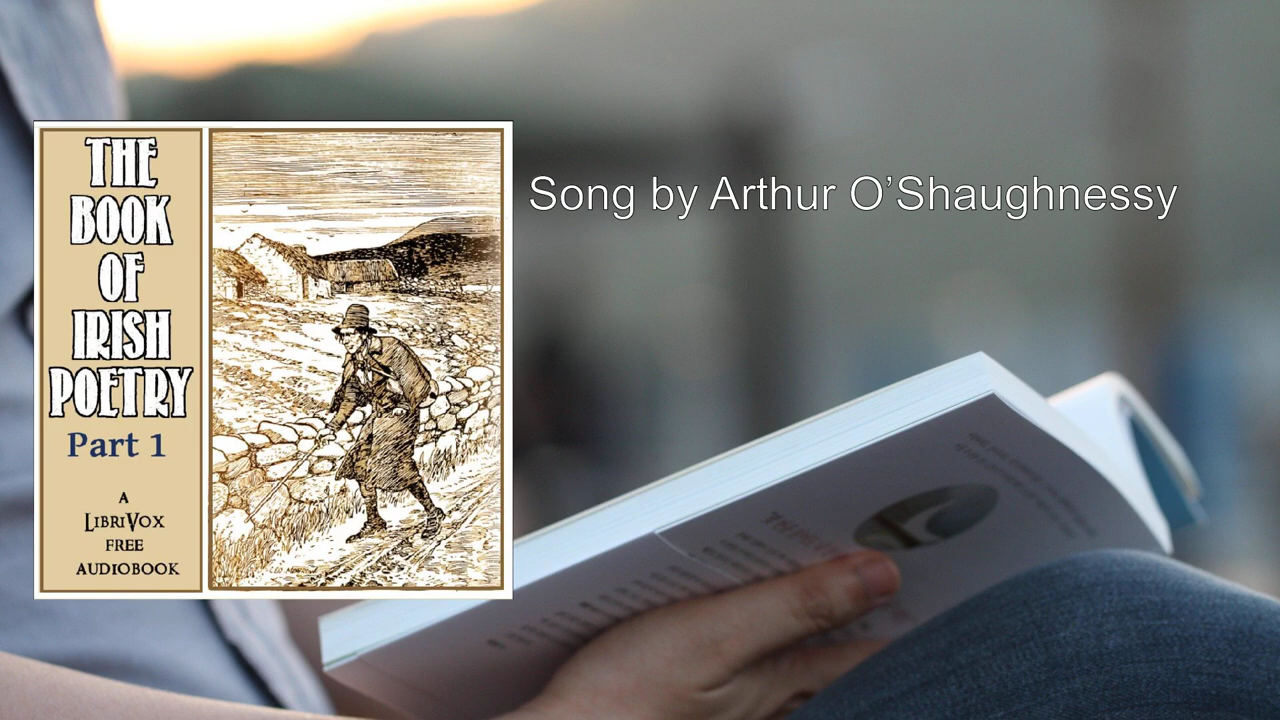 THE
BOOK
OF
IRISH
POETRY
Part 1
A
LIBRIVOX
FREE
AUDIOBOOK
Song by Arthur O’Shaughnessy